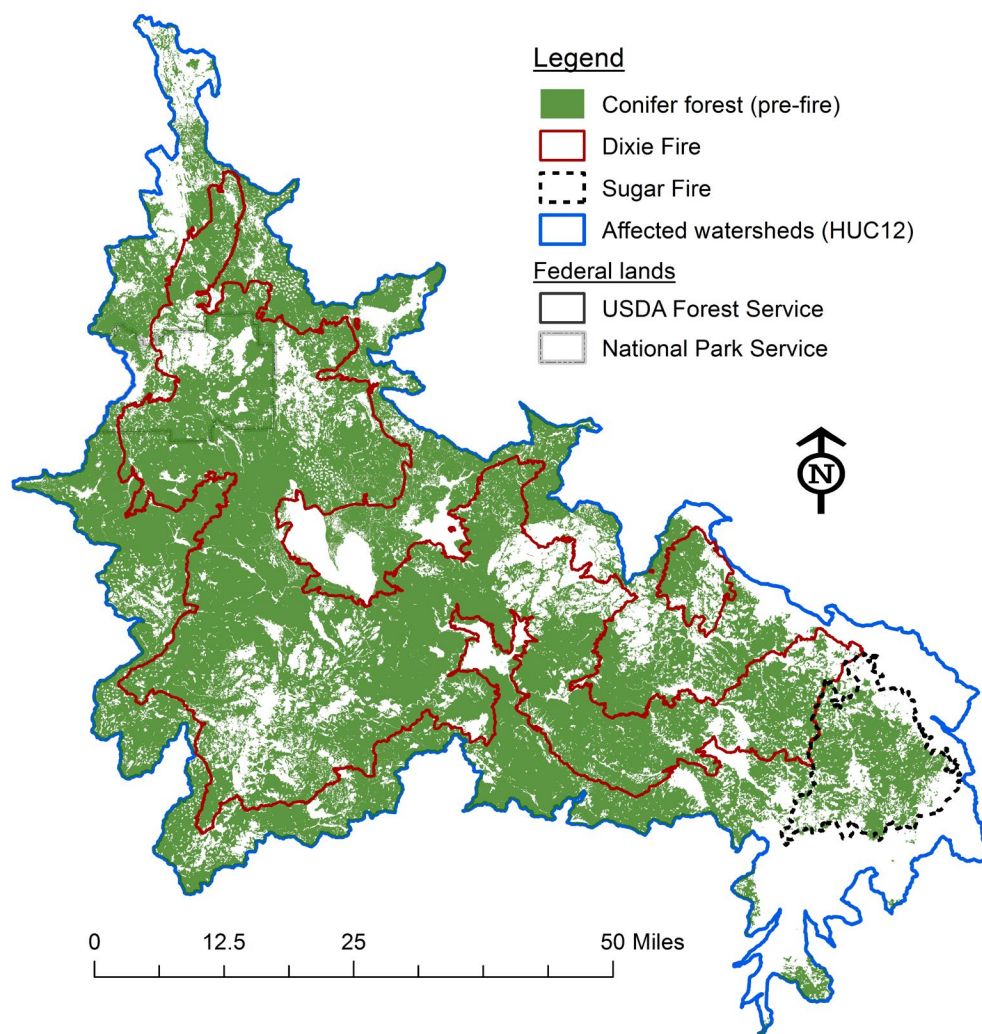 Legend
Conifer forest (pre-fire)
Dixie Fire
Sugar Fire
Affected watersheds (HUC12)
Federal lands
USDA Forest Service
National Park Service
N
0 12.5 25 50 Miles